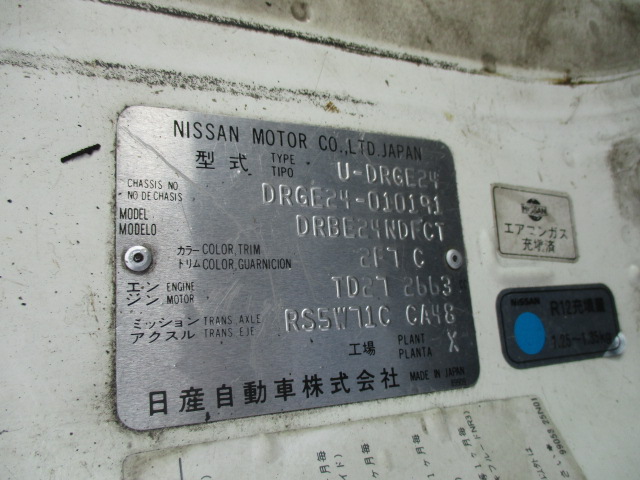 NISSAN MOTOR CO.,LTD.JAPAN
型式 TYPE TIPO U-DRGE24
CHASSIS NO
NO DE CHASIS DRGE24-010191
MODEL
MODELO DRBE24NDFCT
カラー COLOR,TRIM
トリム COLOR,GUARNICION 2F7 C
エン ENGINE
ジン MOTOR TD27 2663
ミッション TRANS. AXLE
アクスル TRANS. EJE RS5W71C CA48
工場 PLANT PLANTA X
日産自動車株式会社 MADE IN JAPAN
NISSAN
エアコンガス
充填済
NISSAN
R12充填量